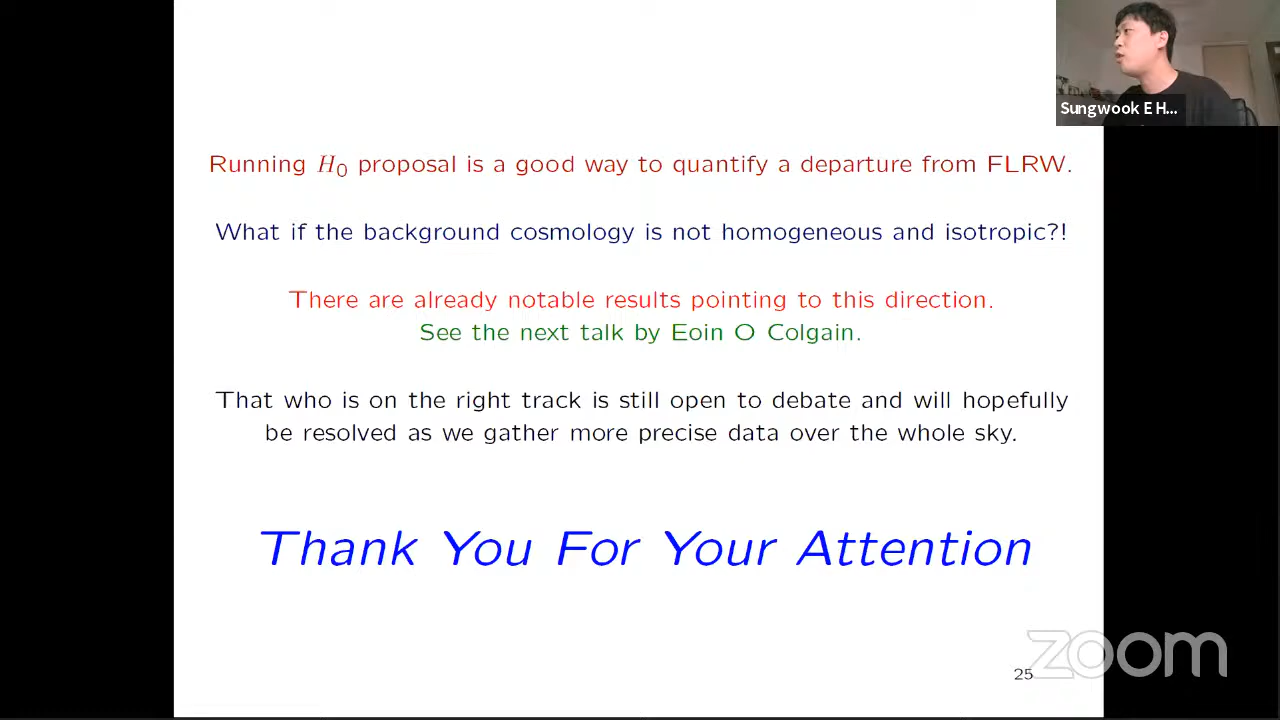 Sungwook E H...
Running H₀ proposal is a good way to quantify a departure from FLRW.
What if the background cosmology is not homogeneous and isotropic?!
There are already notable results pointing to this direction.
See the next talk by Eoin O Colgain.
That who is on the right track is still open to debate and will hopefully
be resolved as we gather more precise data over the whole sky.
Thank You For Your Attention
zoom
25